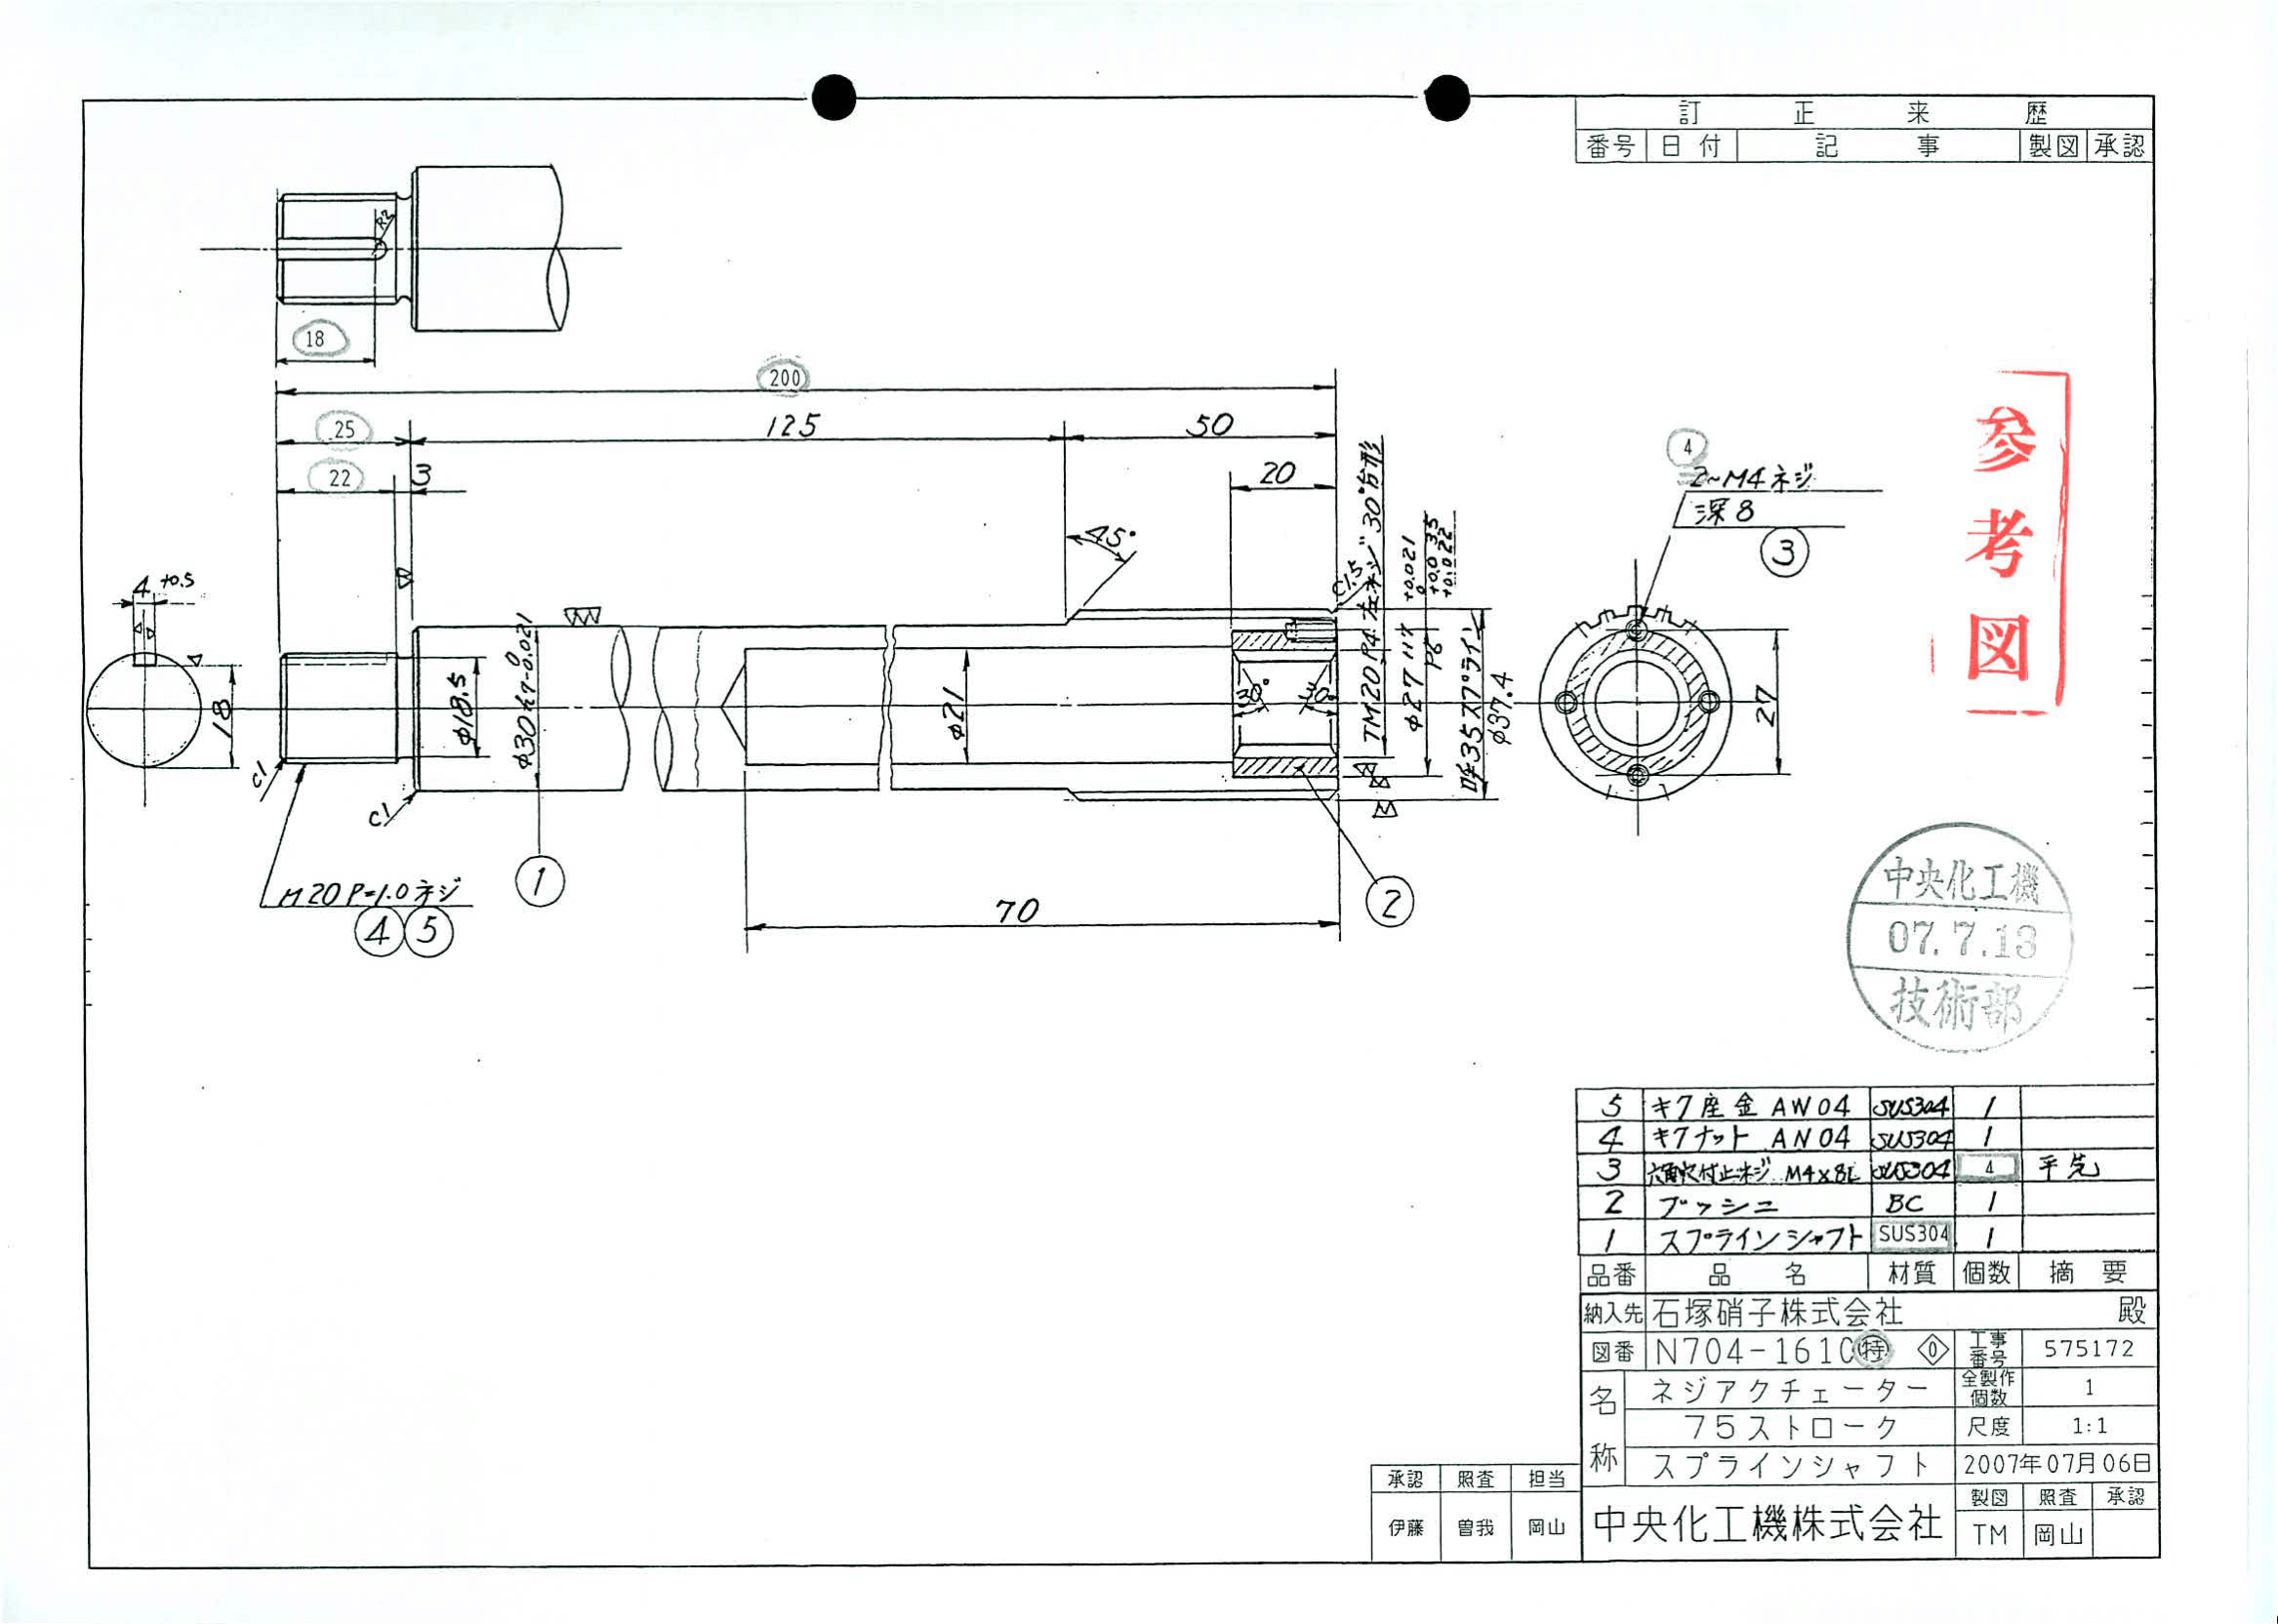 訂正来歴
番号 日付 記事 製図 承認
R2
18
200
25 125 50
22 3 20
45°
4 +0.5
18
C1
C1
φ18.5
φ30h7 0 -0.021
φ21
30° 30°
C1.5
TM20P4 左ネジ 30°台形
φ27 H7 +0.021 0
P6 +0.035 +0.022
呼35スプライン
φ37.4
4
2~M4ネジ
深8
③
27
M20 P=1.0 ネジ
④⑤
①
②
70
参考図
中央化工機
07.7.13
技術部
5 キク座金 AW04 SUS304 1
4 キクナット AN04 SUS304 1
3 六角穴付止ネジ M4×8L SUS304 4 平先
2 ブッシュ BC 1
1 スプラインシャフト SUS304 1
品番 品名 材質 個数 摘要
納入先 石塚硝子株式会社 殿
図番 N704-161C 特 0 工事番号 575172
名称 ネジアクチェーター 全製作個数 1
75ストローク 尺度 1:1
スプラインシャフト 2007年07月06日
承認 照査 担当
伊藤 曽我 岡山
中央化工機株式会社
製図 照査 承認
TM 岡山